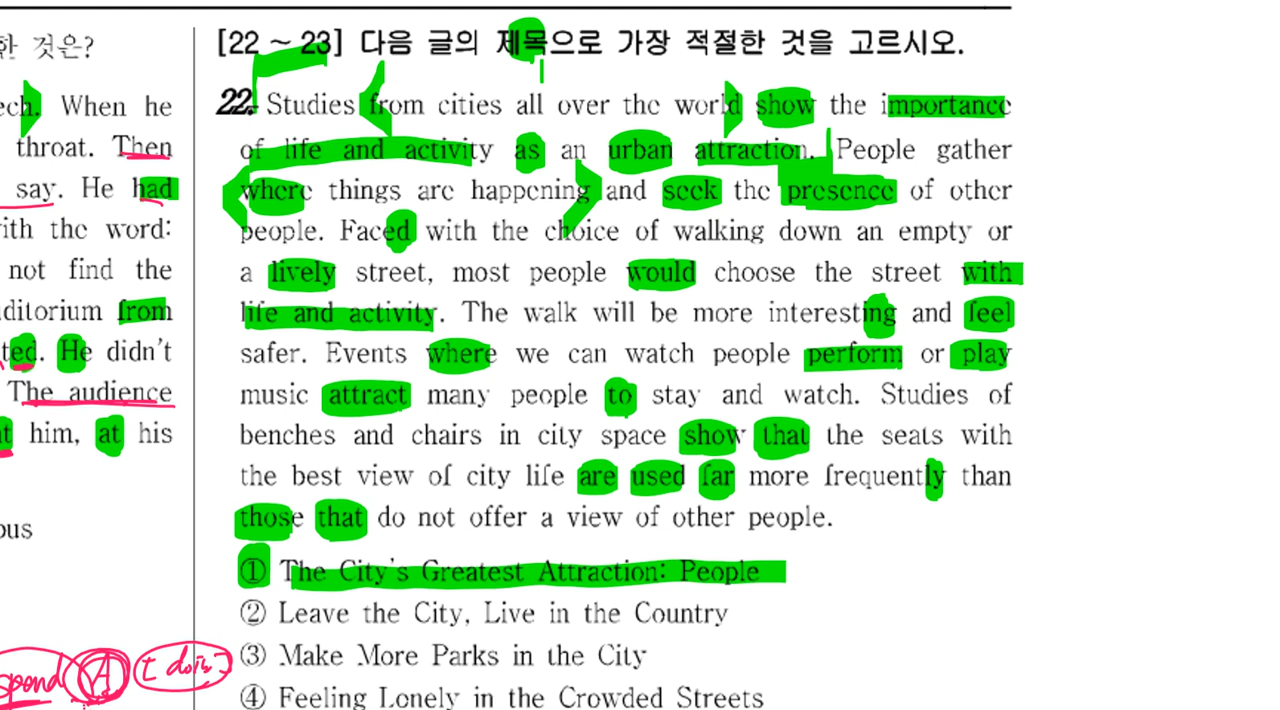 한 것은?
ech. When he
throat. Then
say. He had
with the word:
not find the
auditorium from
ted. He didn't
The audience
at him, at his
ous
spond Ⓐ [ doing ]
[22 ~ 23] 다음 글의 제목으로 가장 적절한 것을 고르시오.
22. Studies from cities all over the world show the importance
of life and activity as an urban attraction. People gather
where things are happening and seek the presence of other
people. Faced with the choice of walking down an empty or
a lively street, most people would choose the street with
life and activity. The walk will be more interesting and feel
safer. Events where we can watch people perform or play
music attract many people to stay and watch. Studies of
benches and chairs in city space show that the seats with
the best view of city life are used far more frequently than
those that do not offer a view of other people.
① The City's Greatest Attraction: People
② Leave the City, Live in the Country
③ Make More Parks in the City
④ Feeling Lonely in the Crowded Streets